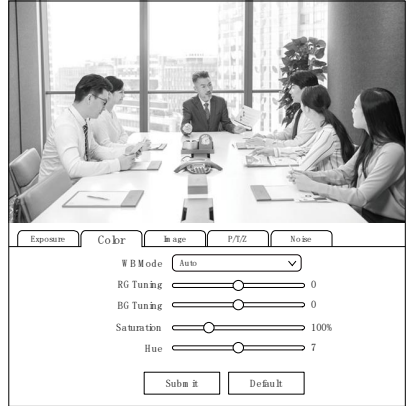 Exposure Color Image P/T/Z Noise
WB Mode Auto
RG Tuning 0
BG Tuning 0
Saturation 100%
Hue 7
Submit Default